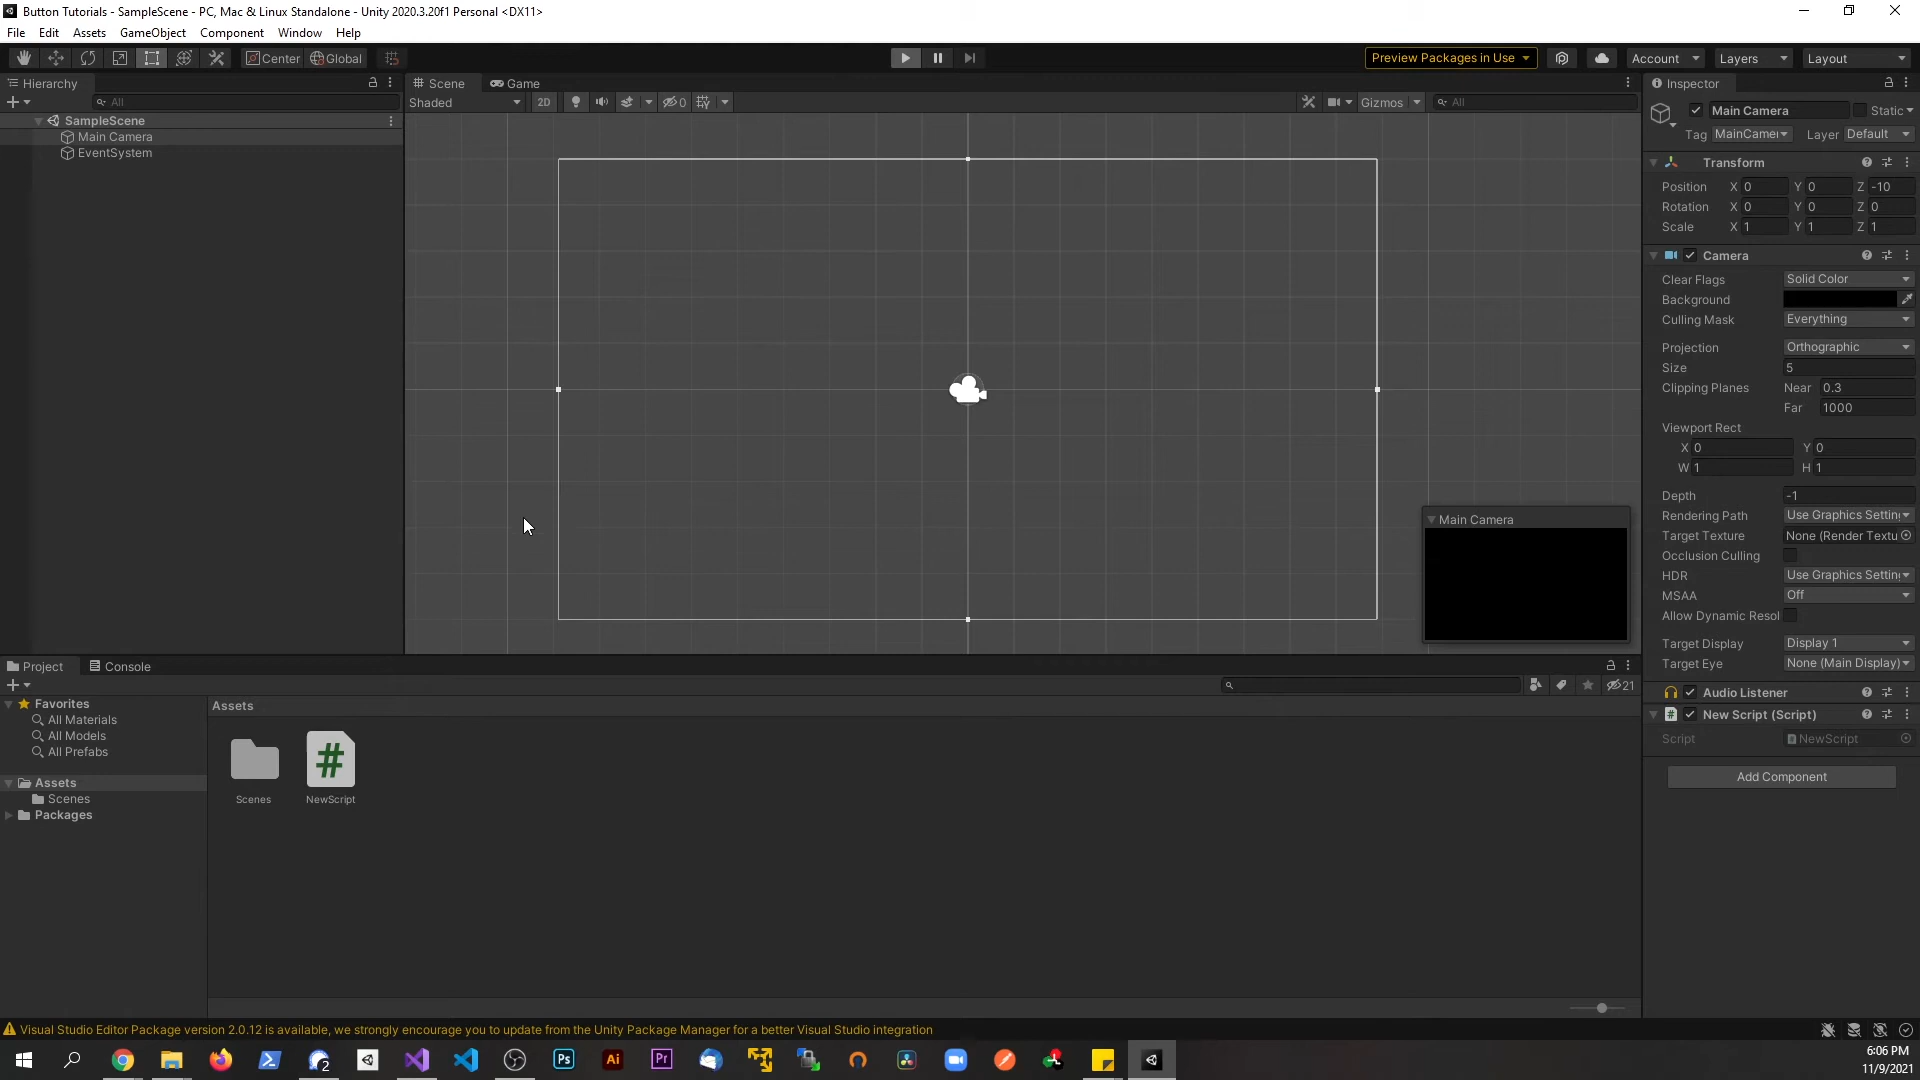 Button Tutorials - SampleScene - PC, Mac & Linux Standalone - Unity 2020.3.20f1 Personal <DX11>
File Edit Assets GameObject Component Window Help
Center Global Preview Packages in Use Account Layers Layout
Hierarchy
All
SampleScene
Main Camera
EventSystem
Scene Game
Shaded 2D 0 Gizmos All
Main Camera
Inspector
Main Camera Static
Tag MainCamer Layer Default
Transform
Position X 0 Y 0 Z -10
Rotation X 0 Y 0 Z 0
Scale X 1 Y 1 Z 1
Camera
Clear Flags Solid Color
Background
Culling Mask Everything
Projection Orthographic
Size 5
Clipping Planes Near 0.3
Far 1000
Viewport Rect
X 0 Y 0
W 1 H 1
Depth -1
Rendering Path Use Graphics Settin
Target Texture None (Render Textu
Occlusion Culling
HDR Use Graphics Settin
MSAA Off
Allow Dynamic Resol
Target Display Display 1
Target Eye None (Main Display)
Audio Listener
# New Script (Script)
Script NewScript
Add Component
Project Console
21
Favorites
All Materials
All Models
All Prefabs
Assets
Scenes
Packages
Assets
#
Scenes NewScript
Visual Studio Editor Package version 2.0.12 is available, we strongly encourage you to update from the Unity Package Manager for a better Visual Studio integration
2 Ps Ai Pr
6:06 PM
11/9/2021